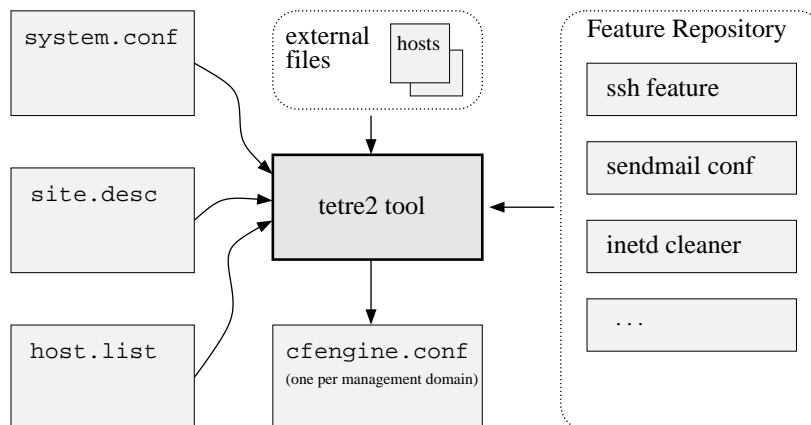 system.conf
external
files
hosts
Feature Repository
ssh feature
sendmail conf
inetd cleaner
...
site.desc
tetre2 tool
host.list
cfengine.conf
(one per management domain)